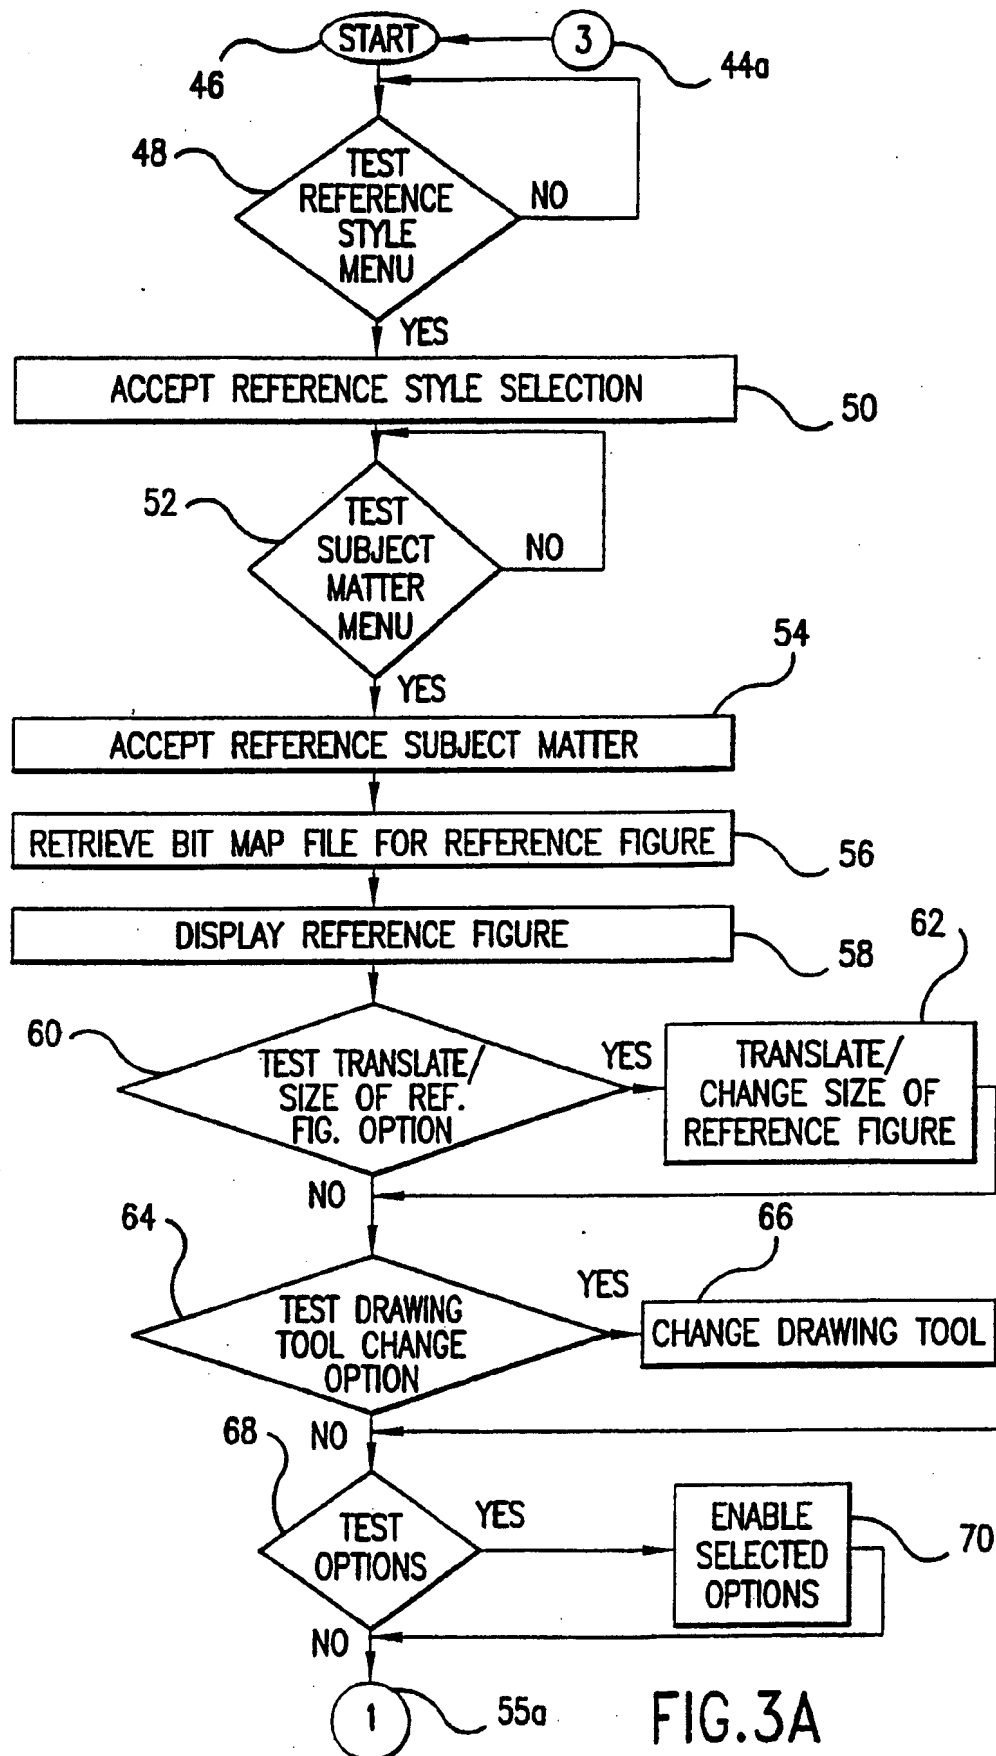 START
3
46
44a
48
TEST
REFERENCE
STYLE
MENU
NO
YES
ACCEPT REFERENCE STYLE SELECTION
50
52
TEST
SUBJECT
MATTER
MENU
NO
54
YES
ACCEPT REFERENCE SUBJECT MATTER
RETRIEVE BIT MAP FILE FOR REFERENCE FIGURE
56
DISPLAY REFERENCE FIGURE
58
62
60
TEST TRANSLATE/
SIZE OF REF.
FIG. OPTION
YES
TRANSLATE/
CHANGE SIZE OF
REFERENCE FIGURE
NO
64
66
TEST DRAWING
TOOL CHANGE
OPTION
YES
CHANGE DRAWING TOOL
68
NO
TEST
OPTIONS
YES
ENABLE
SELECTED
OPTIONS
70
NO
1
55a
FIG.3A